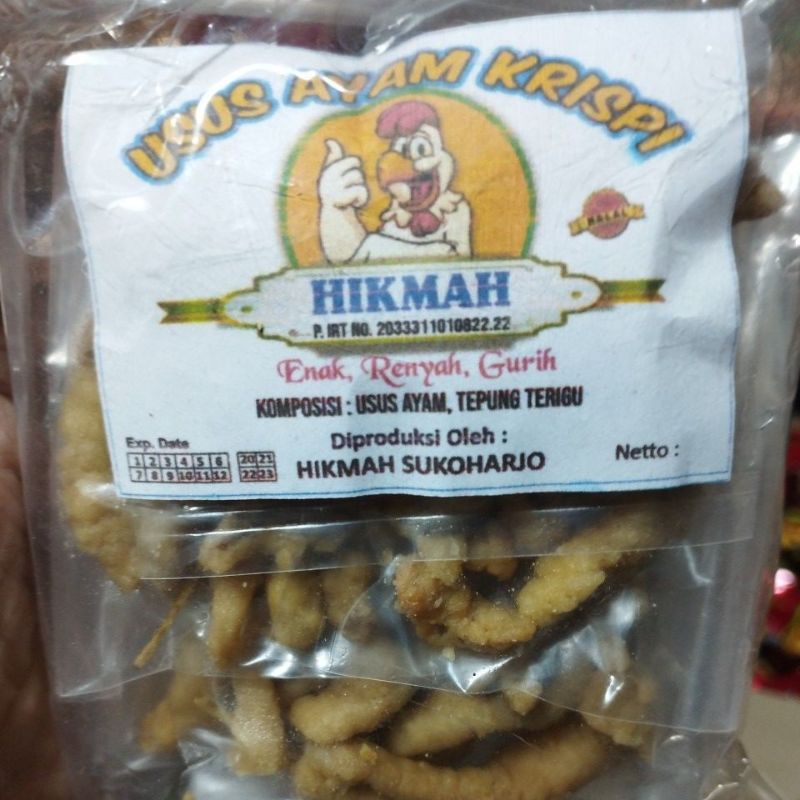 USUS AYAM KRISPI
HALAL
HIKMAH
P. IRT NO. 2033311010822.22
Enak, Renyah, Gurih
KOMPOSISI : USUS AYAM, TEPUNG TERIGU
Exp. Date
1 2 3 4 5 6 20 21
7 8 9 10 11 12 22 23
Diproduksi Oleh :
HIKMAH SUKOHARJO
Netto :